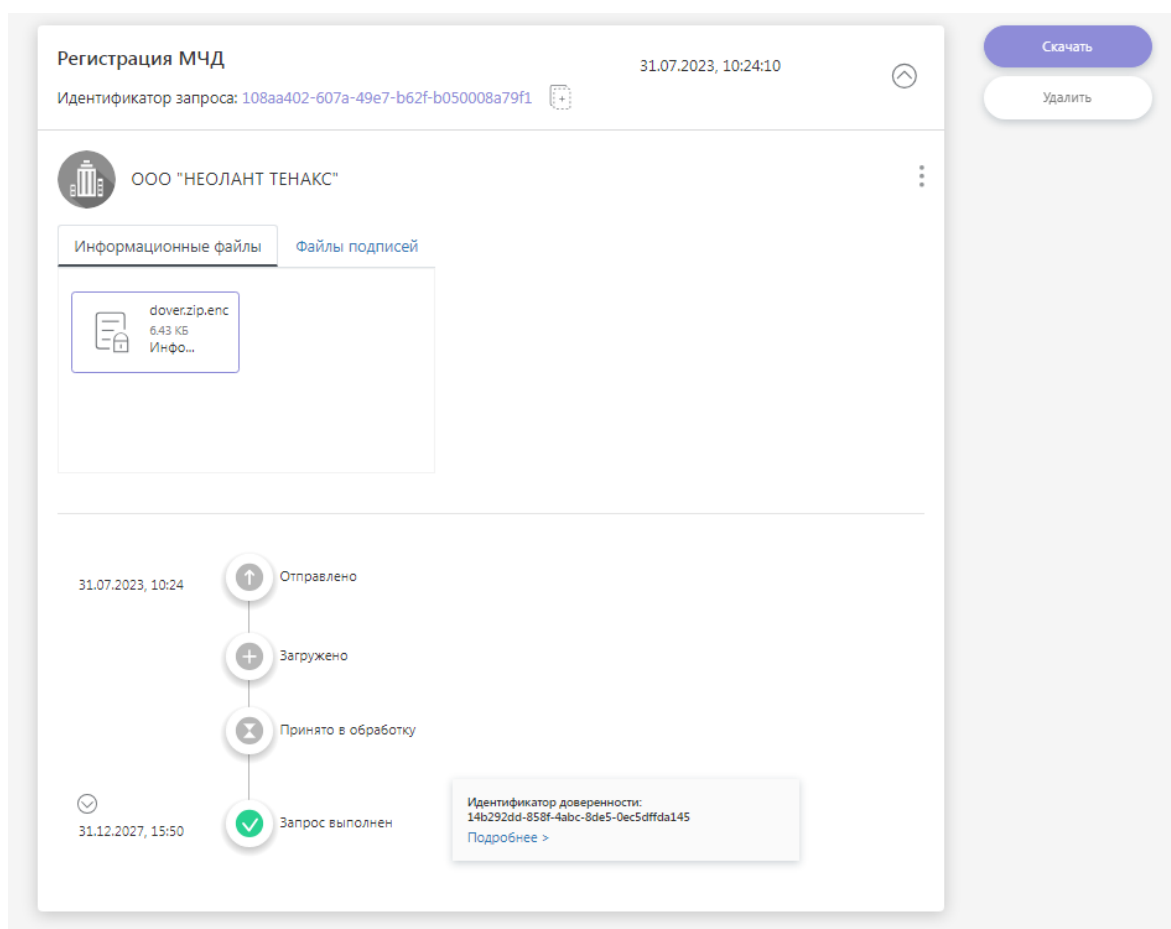 Регистрация МЧД
31.07.2023, 10:24:10
Идентификатор запроса: 108aa402-607a-49e7-b62f-b050008a79f1
Скачать
Удалить
ООО "НЕОЛАНТ ТЕНАКС"
Информационные файлы
Файлы подписей
dover.zip.enc
6.43 КБ
Инфо...
31.07.2023, 10:24
Отправлено
Загружено
Принято в обработку
31.12.2027, 15:50
Запрос выполнен
Идентификатор доверенности:
14b292dd-858f-4abc-8de5-0ec5dffda145
Подробнее >